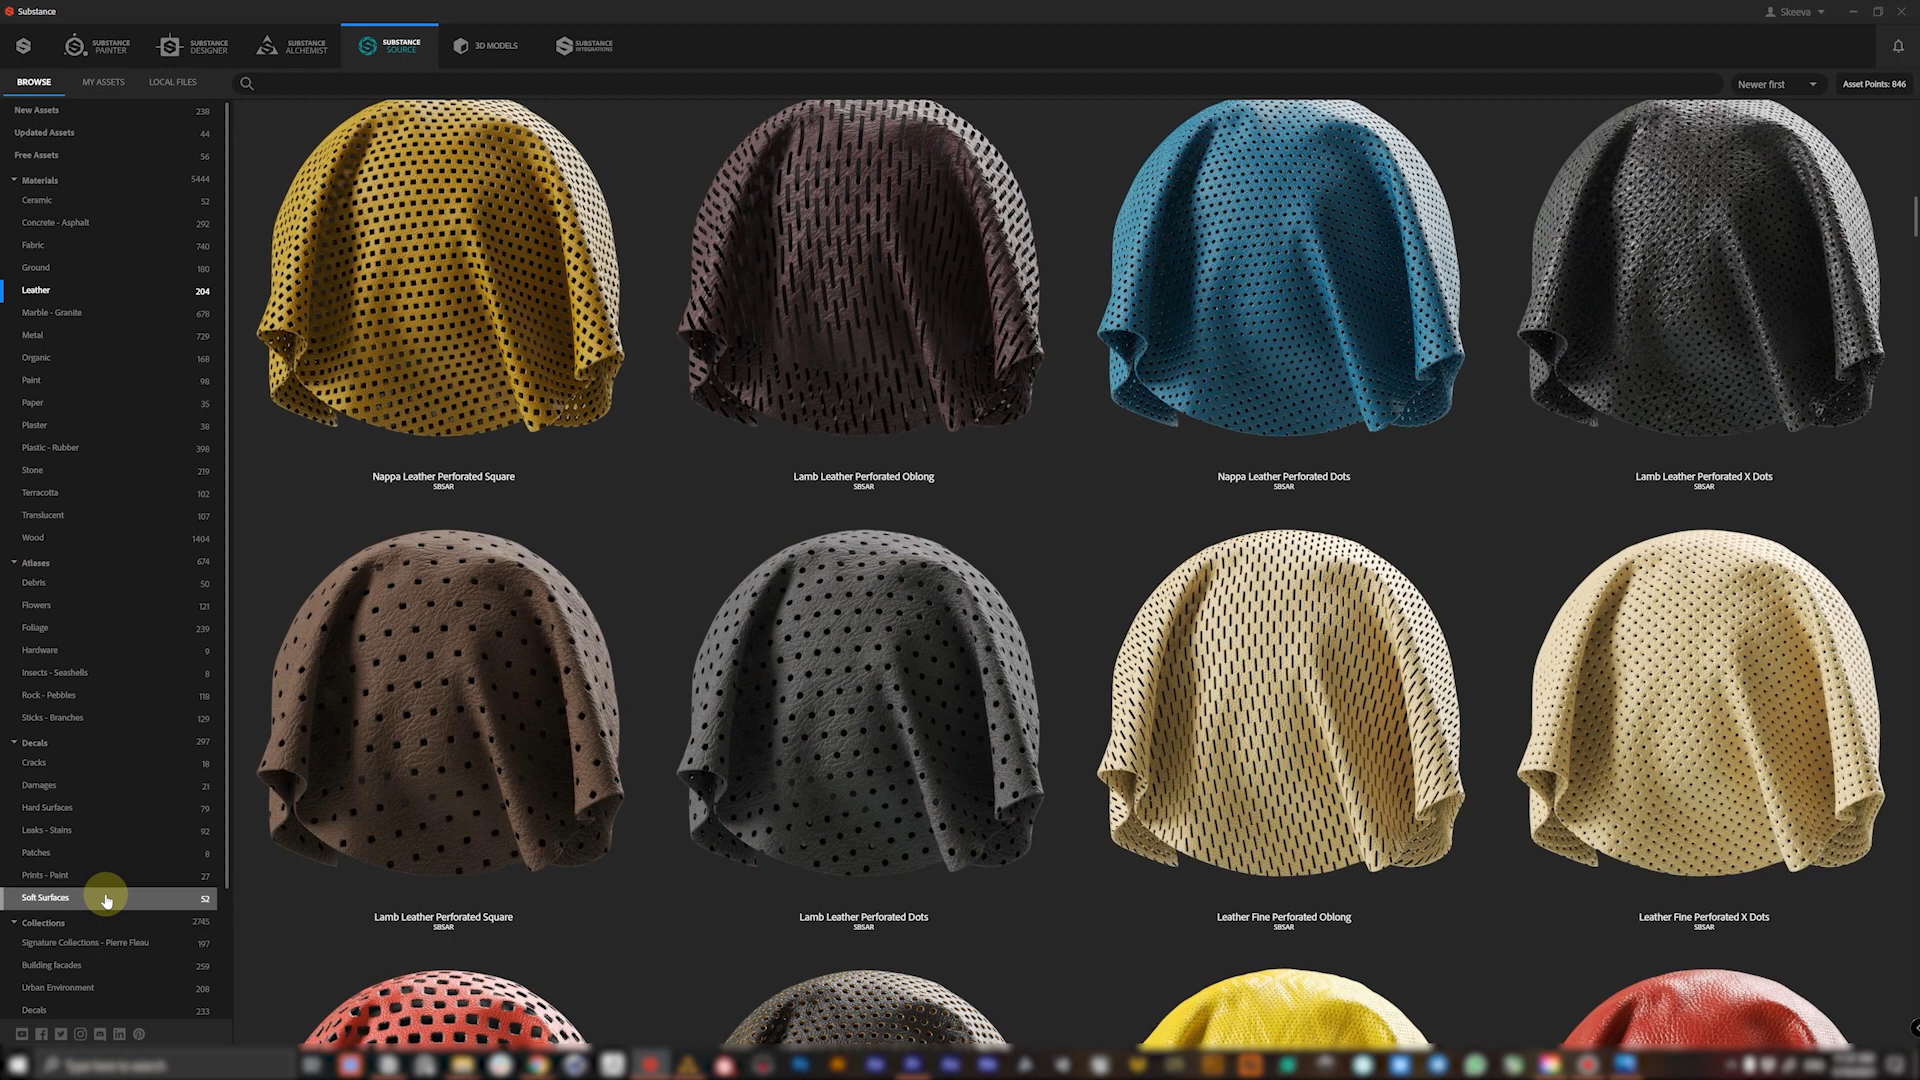 Substance
Skeeva
SUBSTANCE PAINTER
SUBSTANCE DESIGNER
SUBSTANCE ALCHEMIST
SUBSTANCE SOURCE
3D MODELS
SUBSTANCE INTEGRATIONS
BROWSE
MY ASSETS
LOCAL FILES
Newer first
Asset Points: 846
New Assets 238
Updated Assets 44
Free Assets 56
Materials 5444
Ceramic 52
Concrete - Asphalt 292
Fabric 740
Ground 180
Leather 204
Marble - Granite 678
Metal 729
Organic 168
Paint 98
Paper 35
Plaster 38
Plastic - Rubber 398
Stone 219
Terracotta 102
Translucent 107
Wood 1404
Atlases 674
Debris 50
Flowers 121
Foliage 239
Hardware 9
Insects - Seashells 8
Rock - Pebbles 118
Sticks - Branches 129
Decals 297
Cracks 18
Damages 21
Hard Surfaces 79
Leaks - Stains 92
Patches 8
Prints - Paint 27
Soft Surfaces 52
Collections 2745
Signature Collections - Pierre Fleau 197
Building facades 259
Urban Environment 208
Decals 233
Nappa Leather Perforated Square
SBSAR
Lamb Leather Perforated Oblong
SBSAR
Nappa Leather Perforated Dots
SBSAR
Lamb Leather Perforated X Dots
SBSAR
Lamb Leather Perforated Square
SBSAR
Lamb Leather Perforated Dots
SBSAR
Leather Fine Perforated Oblong
SBSAR
Leather Fine Perforated X Dots
SBSAR
Type here to search